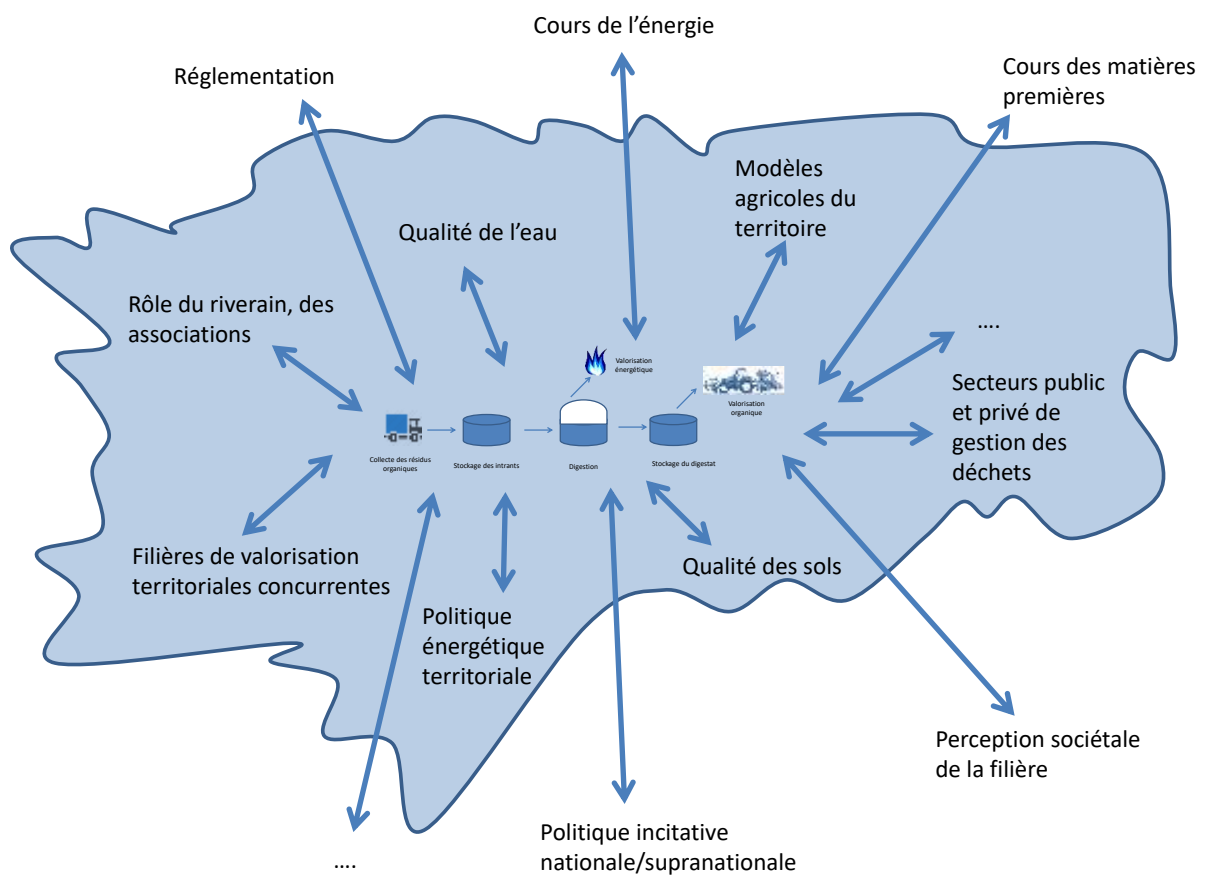 Cours de l’énergie
Réglementation
Cours des matières
premières
Modèles
agricoles du
territoire
Qualité de l’eau
Rôle du riverain, des
associations
....
Valorisation
énergétique
Secteurs public
et privé de
gestion des
déchets
Valorisation
organique
Collecte des résidus
organiques
Stockage des intrants
Digestion
Stockage du digestat
Filières de valorisation
territoriales concurrentes
Qualité des sols
Politique
énergétique
territoriale
Perception sociétale
de la filière
Politique incitative
nationale/supranationale
....